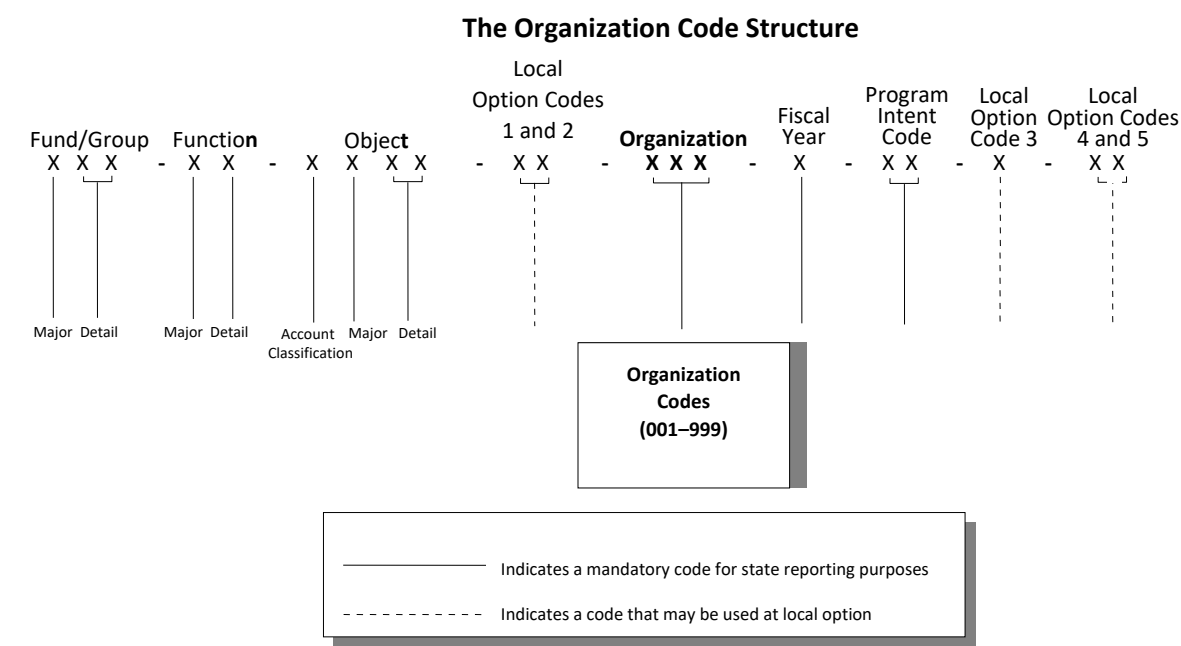 The Organization Code Structure
Local
Option Codes
1 and 2
Fund/Group Function Object Organization
Fiscal
Year
Program
Intent
Code
Local
Option
Code 3
Local
Option Codes
4 and 5
X X X - X X - X X X X - X X - X X X - X - X X - X - X X
Major Detail Major Detail Account Classification Major Detail
Organization
Codes
(001–999)
Indicates a mandatory code for state reporting purposes
Indicates a code that may be used at local option